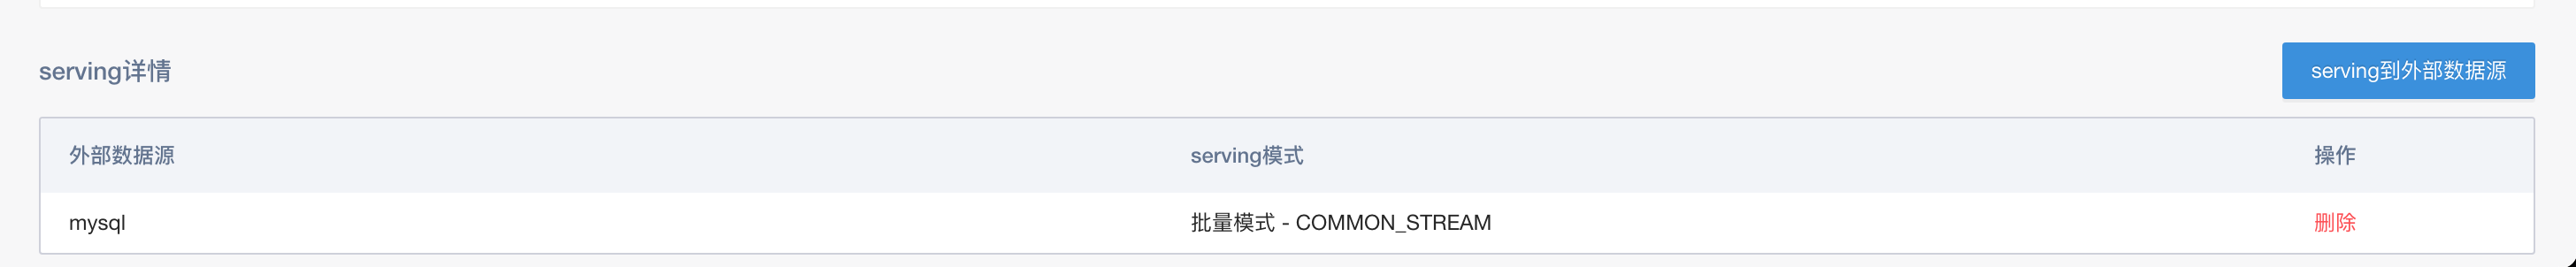 serving详情
serving到外部数据源
外部数据源 serving模式 操作
mysql 批量模式 - COMMON_STREAM 删除